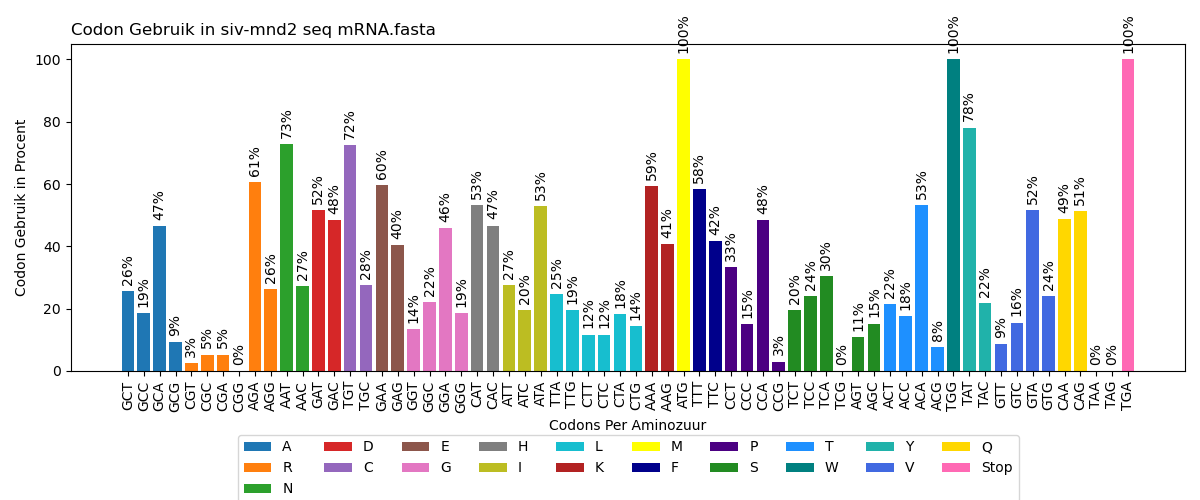 Codon Gebruik in siv-mnd2 seq mRNA.fasta
Codon Gebruik in Procent
100
80
60
40
20
0
26% 19% 47% 9% 3% 5% 5% 0% 61% 26% 73% 27% 52% 48% 72% 28% 60% 40% 14% 22% 46% 19% 53% 47% 27% 20% 53% 25% 19% 12% 12% 18% 14% 59% 41% 100% 58% 42% 33% 15% 48% 3% 20% 24% 30% 0% 11% 15% 22% 18% 53% 8% 100% 78% 22% 9% 16% 52% 24% 49% 51% 0% 0% 100%
GCT GCC GCA GCG CGT CGC CGA CGG AGA AGG AAT AAC GAT GAC TGT TGC GAA GAG GGT GGC GGA GGG CAT CAC ATT ATC ATA TTA TTG CTT CTC CTA CTG AAA AAG ATG TTT TTC CCT CCC CCA CCG TCT TCC TCA TCG AGT AGC ACT ACC ACA ACG TGG TAT TAC GTT GTC GTA GTG CAA CAG TAA TAG TGA
Codons Per Aminozuur
A D E H L M P T Y Q
R C G I K F S W V Stop
N